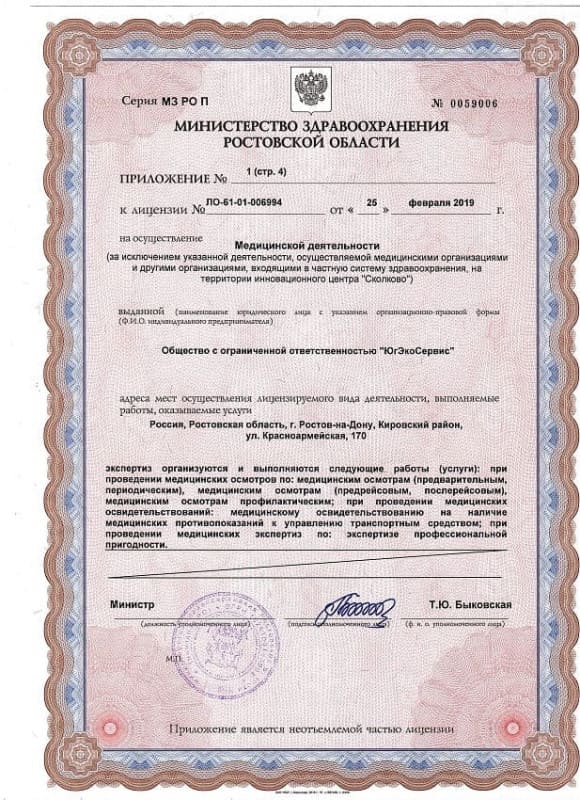 Серия МЗ РО П
№ 0059006
МИНИСТЕРСТВО ЗДРАВООХРАНЕНИЯ
РОСТОВСКОЙ ОБЛАСТИ
ПРИЛОЖЕНИЕ № 1 (стр. 4)
к лицензии № ЛО-61-01-006994 от « 25 » февраля 2019 г.
на осуществление
Медицинской деятельности
(за исключением указанной деятельности, осуществляемой медицинскими организациями
и другими организациями, входящими в частную систему здравоохранения, на
территории инновационного центра "Сколково")
выданной (наименование юридического лица с указанием организационно-правовой формы
(Ф.И.О. индивидуального предпринимателя)
Общество с ограниченной ответственностью "ЮгЭкоСервис"
адреса мест осуществления лицензируемого вида деятельности, выполняемые
работы, оказываемые услуги
Россия, Ростовская область, г. Ростов-на-Дону, Кировский район,
ул. Красноармейская, 170
экспертиз организуются и выполняются следующие работы (услуги): при
проведении медицинских осмотров по: медицинским осмотрам (предварительным,
периодическим), медицинским осмотрам (предрейсовым, послерейсовым),
медицинским осмотрам профилактическим; при проведении медицинских
освидетельствований: медицинскому освидетельствованию на наличие
медицинских противопоказаний к управлению транспортным средством; при
проведении медицинских экспертиз по: экспертизе профессиональной
пригодности.
Министр
Т.Ю. Быковская
(должность уполномоченного лица)
(подпись уполномоченного лица)
(ф. и. о. уполномоченного лица)
М.П.
Приложение является неотъемлемой частью лицензии